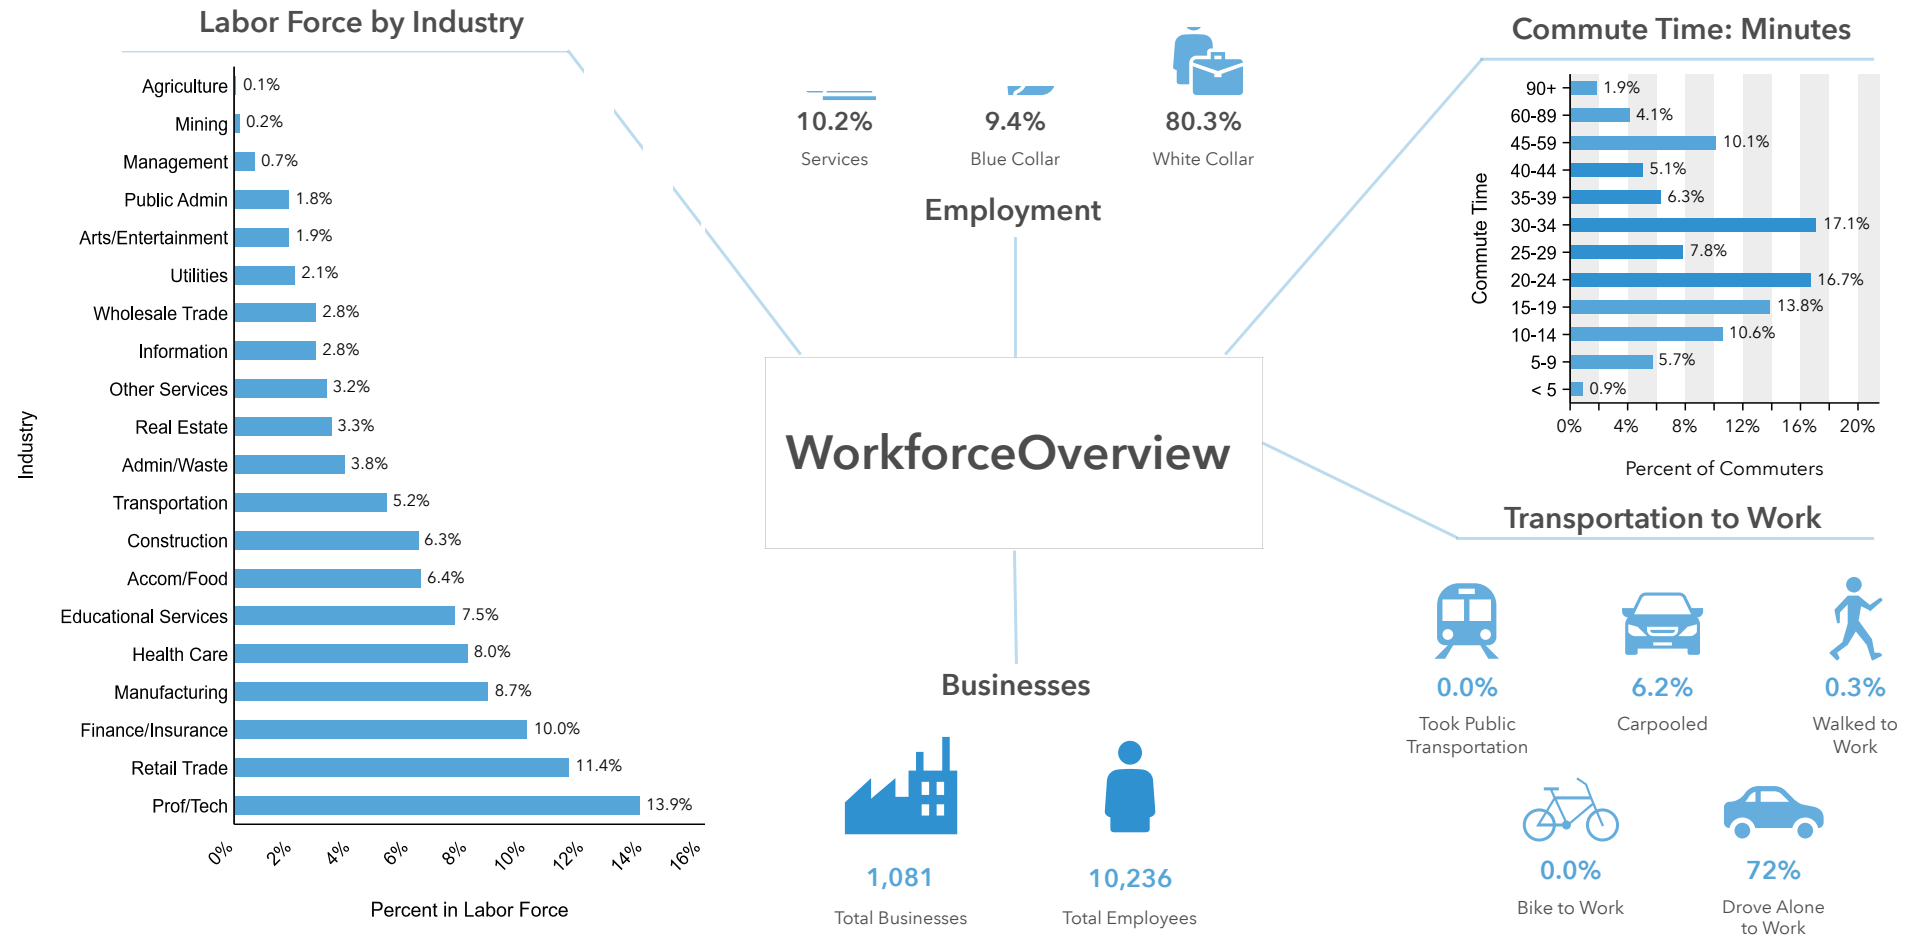 Labor Force by Industry
Industry
Agriculture 0.1%
Mining 0.2%
Management 0.7%
Public Admin 1.8%
Arts/Entertainment 1.9%
Utilities 2.1%
Wholesale Trade 2.8%
Information 2.8%
Other Services 3.2%
Real Estate 3.3%
Admin/Waste 3.8%
Transportation 5.2%
Construction 6.3%
Accom/Food 6.4%
Educational Services 7.5%
Health Care 8.0%
Manufacturing 8.7%
Finance/Insurance 10.0%
Retail Trade 11.4%
Prof/Tech 13.9%
0% 2% 4% 6% 8% 10% 12% 14% 16%
Percent in Labor Force
10.2% 9.4% 80.3%
Services Blue Collar White Collar
Employment
WorkforceOverview
Businesses
1,081 10,236
Total Businesses Total Employees
Commute Time: Minutes
Commute Time
90+ 1.9%
60-89 4.1%
45-59 10.1%
40-44 5.1%
35-39 6.3%
30-34 17.1%
25-29 7.8%
20-24 16.7%
15-19 13.8%
10-14 10.6%
5-9 5.7%
< 5 0.9%
0% 4% 8% 12% 16% 20%
Percent of Commuters
Transportation to Work
0.0% 6.2% 0.3%
Took Public Carpooled Walked to
Transportation Work
0.0% 72%
Bike to Work Drove Alone
to Work